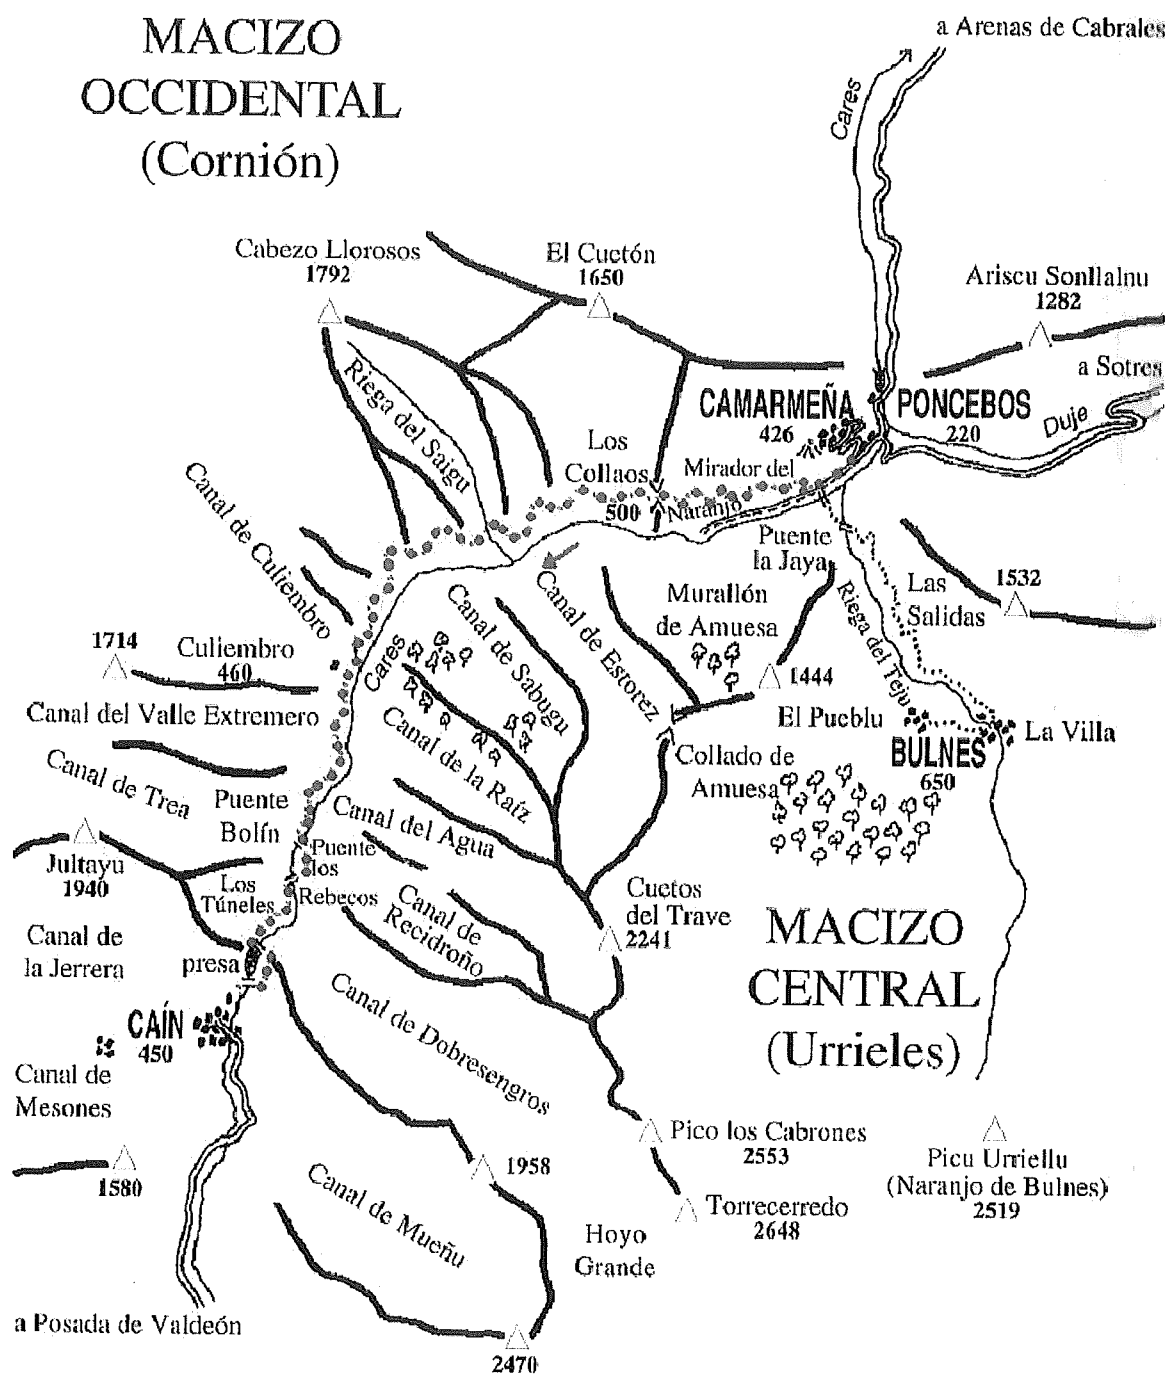 MACIZO
OCCIDENTAL
(Cornión)
a Arenas de Cabrales
Cares
Cabezo Llorosos
1792
El Cuetón
1650
Ariscu Sonllalnu
1282
a Sotres
Riega del Saigu
CAMARMEÑA
426
PONCEBOS
220
Duje
Los
Collaos
500
Mirador del
Naranjo
Canal de Culiembro
Puente
la Jaya
Las
Salidas
1532
Riega del Teju
Canal de Estorez
Murallón
de Amuesa
1444
1714
Culiembro
460
Cares
Canal de Sabugu
Canal del Valle Extremero
Canal de la Raíz
El Pueblu
BULNES
650
La Villa
Collado de
Amuesa
Canal de Trea
Puente
Bolín
Canal del Agua
Jultayu
1940
Puente
los
Rebecos
Los
Túneles
Canal de
Recidroño
Cuetos
del Trave
2241
Canal de
la Jerrera
presa
MACIZO
CENTRAL
(Urrieles)
CAÍN
450
Canal de Dobresengros
Canal de
Mesones
1580
Pico los Cabrones
2553
Picu Urriellu
(Naranjo de Bulnes)
2519
1958
Torrecerredo
2648
Canal de Mueñu
Hoyo
Grande
a Posada de Valdeón
2470